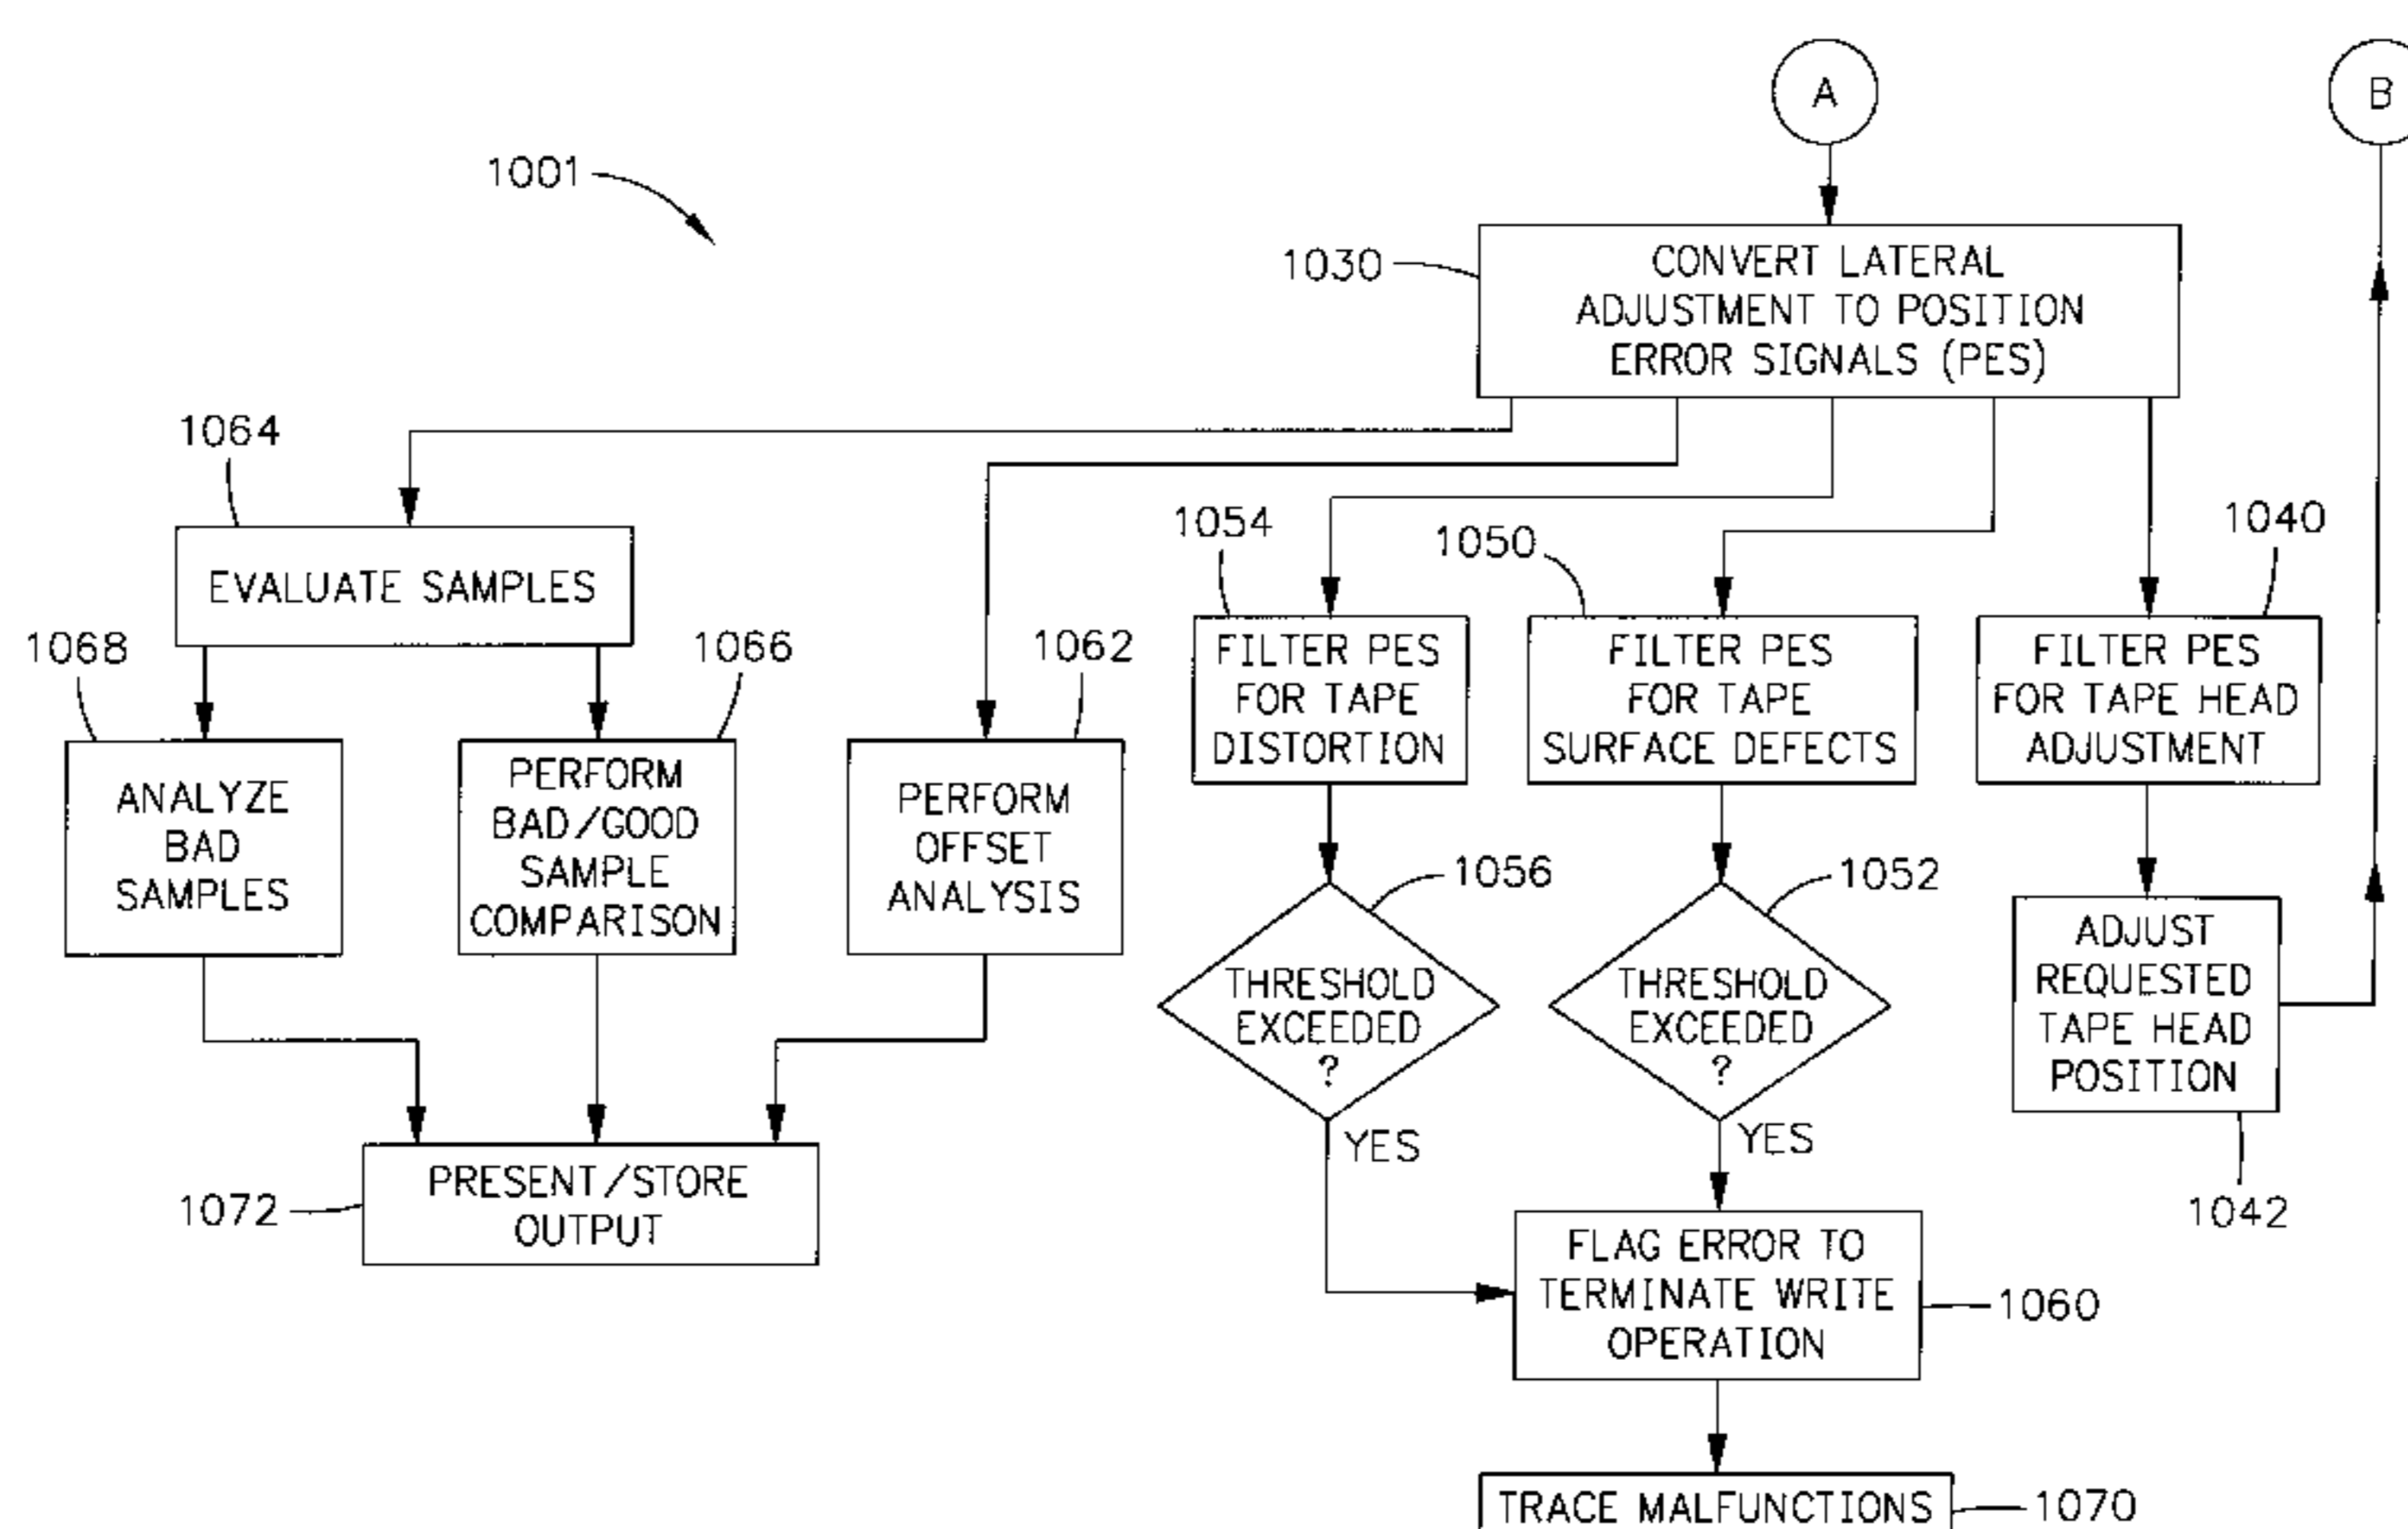 A
B
1001
1030
CONVERT LATERAL
ADJUSTMENT TO POSITION
ERROR SIGNALS (PES)
1064
EVALUATE SAMPLES
1054
1050
1040
1068
1066
1062
FILTER PES
FOR TAPE
DISTORTION
FILTER PES
FOR TAPE
SURFACE DEFECTS
FILTER PES
FOR TAPE HEAD
ADJUSTMENT
ANALYZE
BAD
SAMPLES
PERFORM
BAD/GOOD
SAMPLE
COMPARISON
PERFORM
OFFSET
ANALYSIS
1056
1052
THRESHOLD
EXCEEDED
?
THRESHOLD
EXCEEDED
?
ADJUST
REQUESTED
TAPE HEAD
POSITION
YES
YES
1042
1072
PRESENT/STORE
OUTPUT
FLAG ERROR TO
TERMINATE WRITE
OPERATION
1060
TRACE MALFUNCTIONS
1070